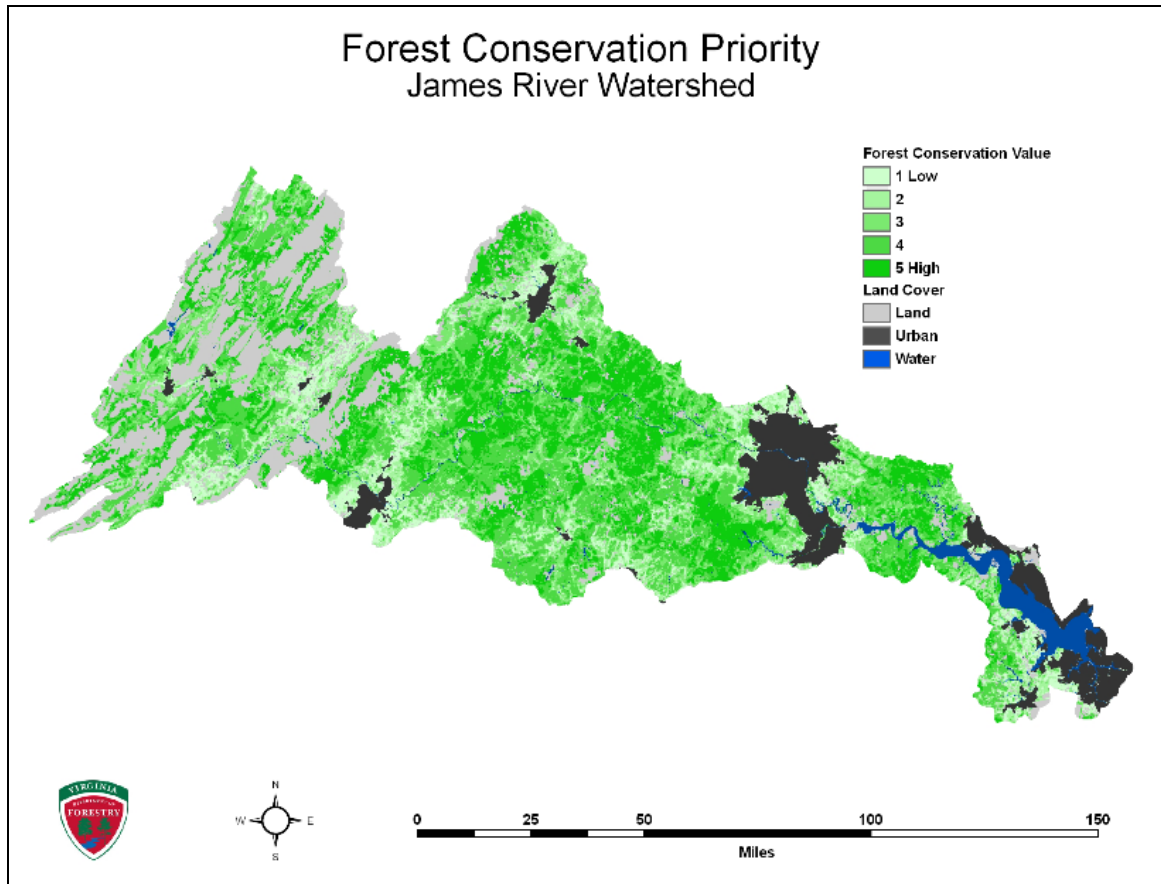 Forest Conservation Priority
James River Watershed
Forest Conservation Value
1 Low
2
3
4
5 High
Land Cover
Land
Urban
Water
VIRGINIA
FORESTRY
N
W E
S
0 25 50 100 150
Miles